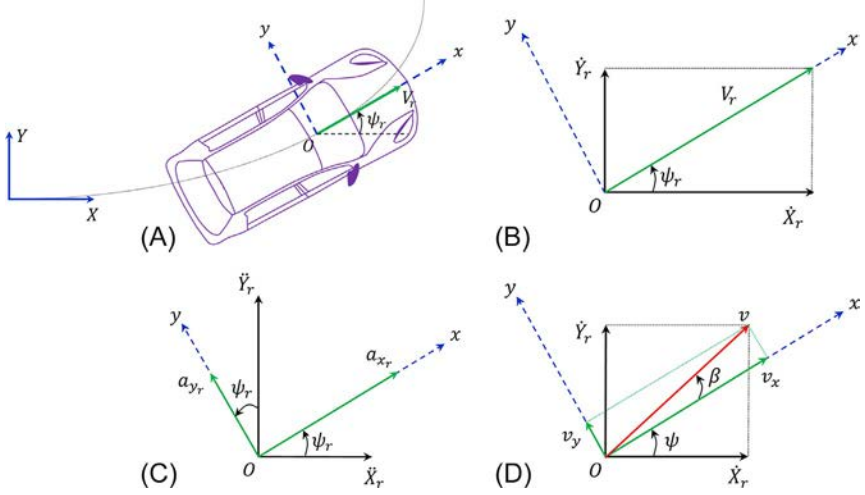 y
x
V_r
ψ_r
O
Y
X
(A)
y
x
Ẏ_r
V_r
ψ_r
O
Ẋ_r
(B)
Ÿ_r
y
x
a_{x_r}
a_{y_r}
ψ_r
ψ_r
O
Ẍ_r
(C)
y
x
Ẏ_r
v
β
v_x
v_y
ψ
O
Ẋ_r
(D)